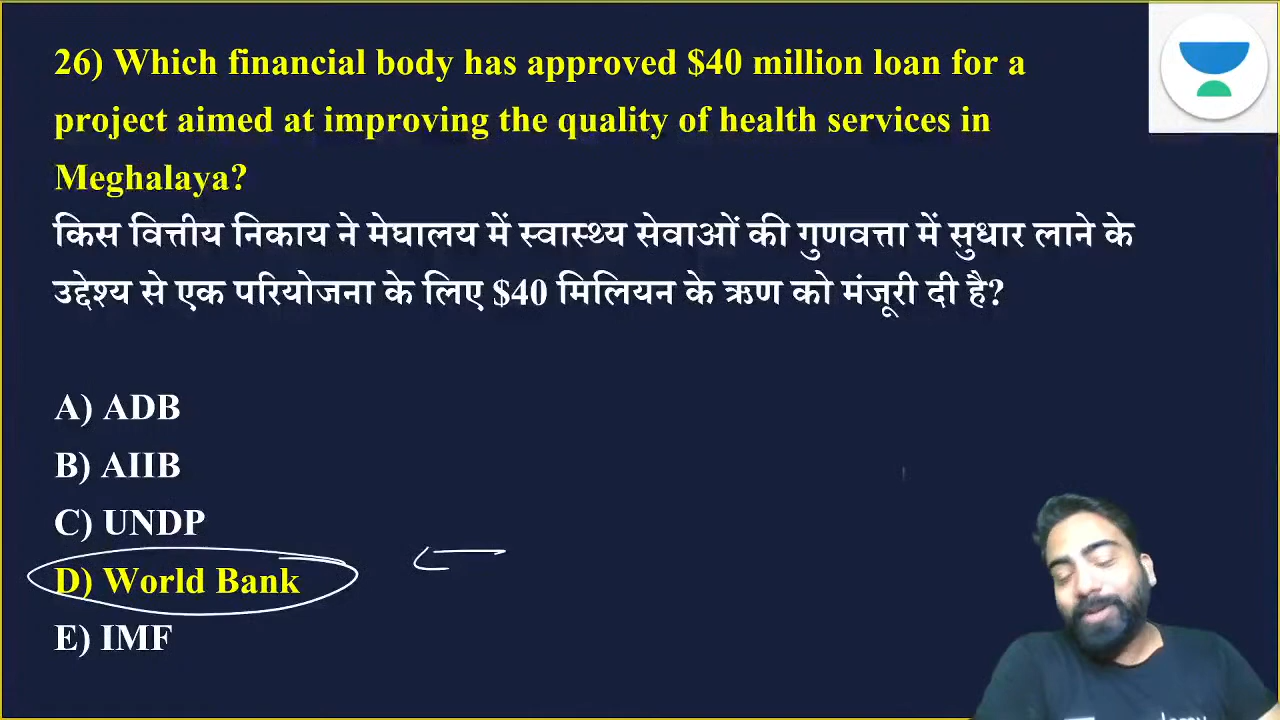 26) Which financial body has approved $40 million loan for a
project aimed at improving the quality of health services in
Meghalaya?
किस वित्तीय निकाय ने मेघालय में स्वास्थ्य सेवाओं की गुणवत्ता में सुधार लाने के
उद्देश्य से एक परियोजना के लिए $40 मिलियन के ऋण को मंजूरी दी है?
A) ADB
B) AIIB
C) UNDP
D) World Bank
E) IMF